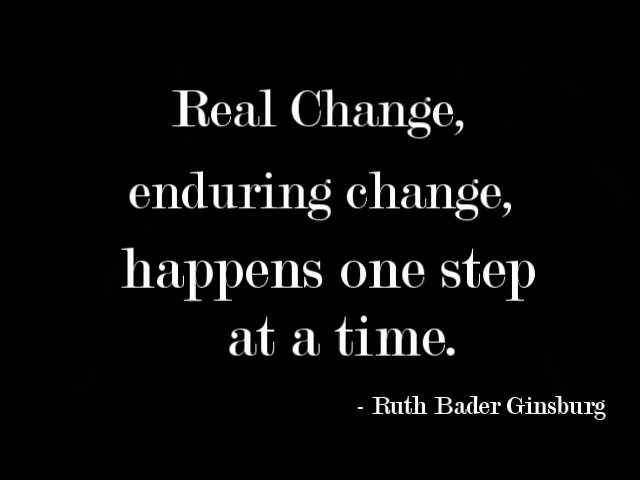 Real Change,
enduring change,
happens one step
at a time.
- Ruth Bader Ginsburg